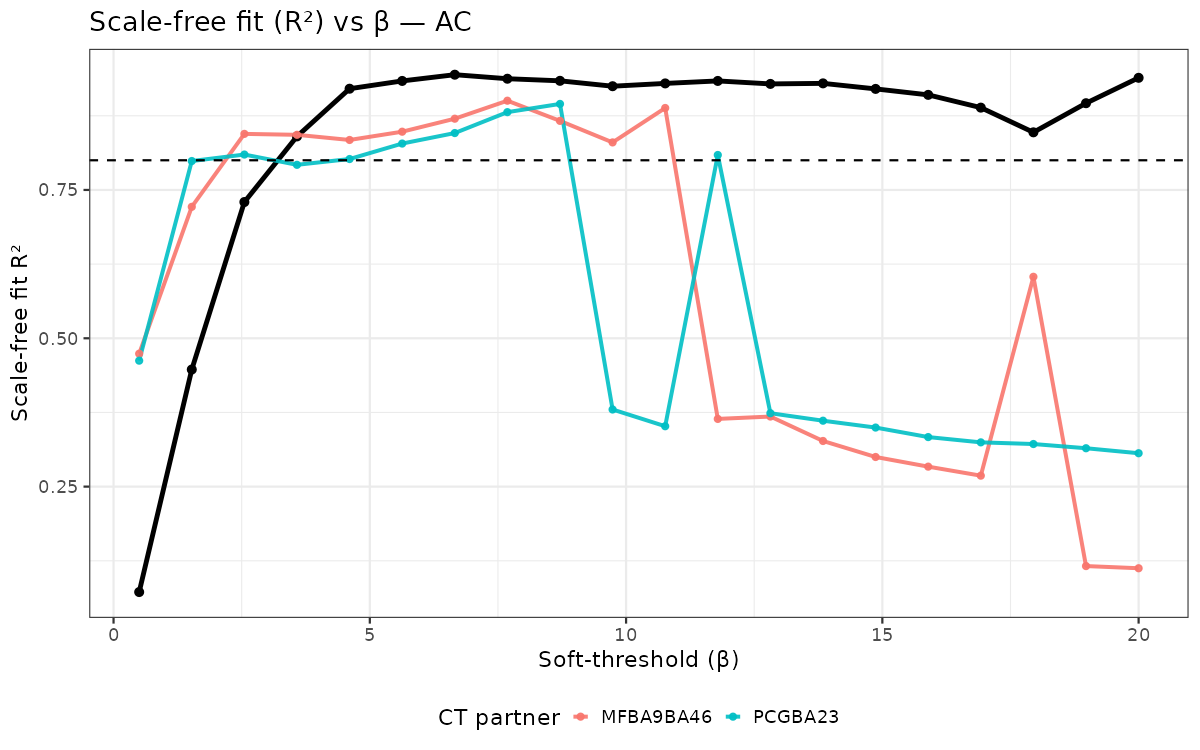 Scale-free fit (R²) vs β — AC
Scale-free fit R²
0.75
0.50
0.25
0 5 10 15 20
Soft-threshold (β)
CT partner MFBA9BA46 PCGBA23